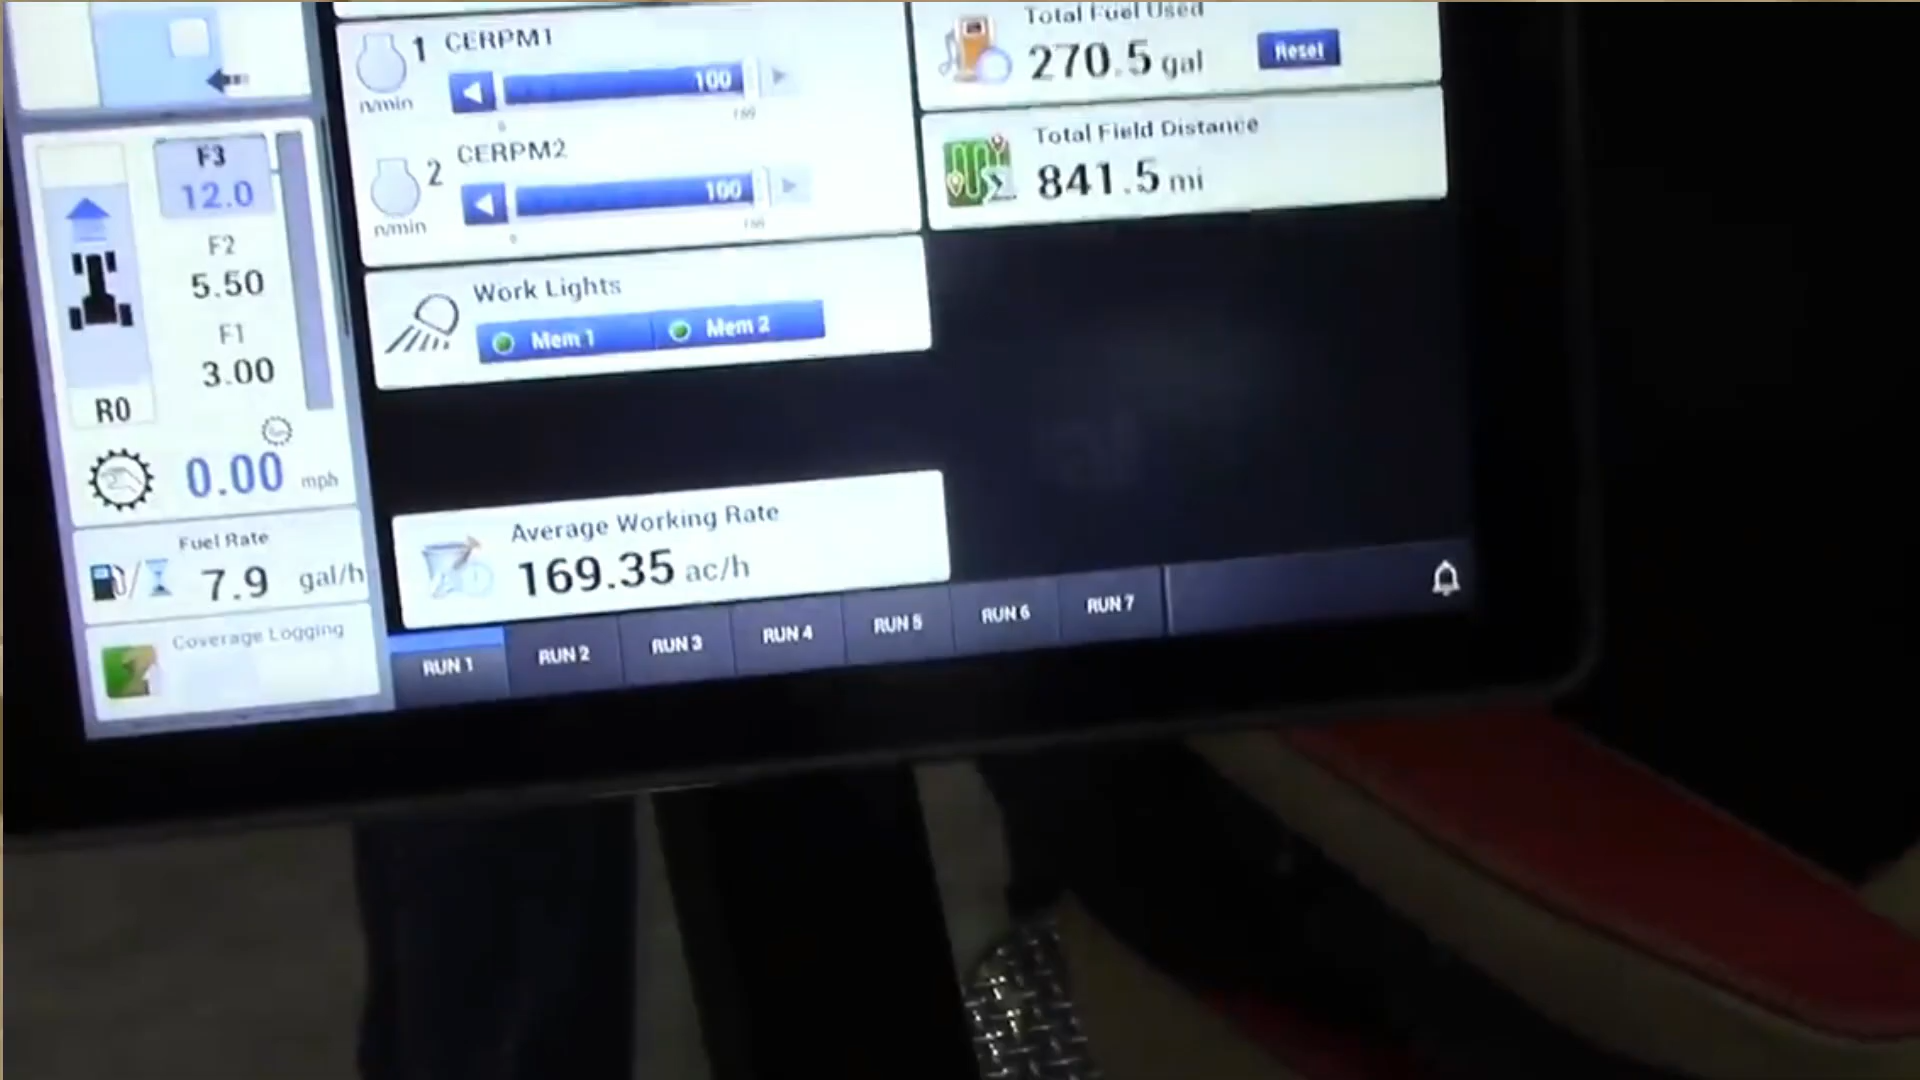 F3
12.0
F2
5.50
F1
3.00
R0
0.00 mph
Fuel Rate
7.9 gal/h
Coverage Logging
1 CERPM1
n/min
100
0
2 CERPM2
n/min
100
0
Work Lights
Mem 1 Mem 2
Average Working Rate
169.35 ac/h
Total Fuel Used
270.5 gal Reset
Total Field Distance
841.5 mi
RUN 1 RUN 2 RUN 3 RUN 4 RUN 5 RUN 6 RUN 7